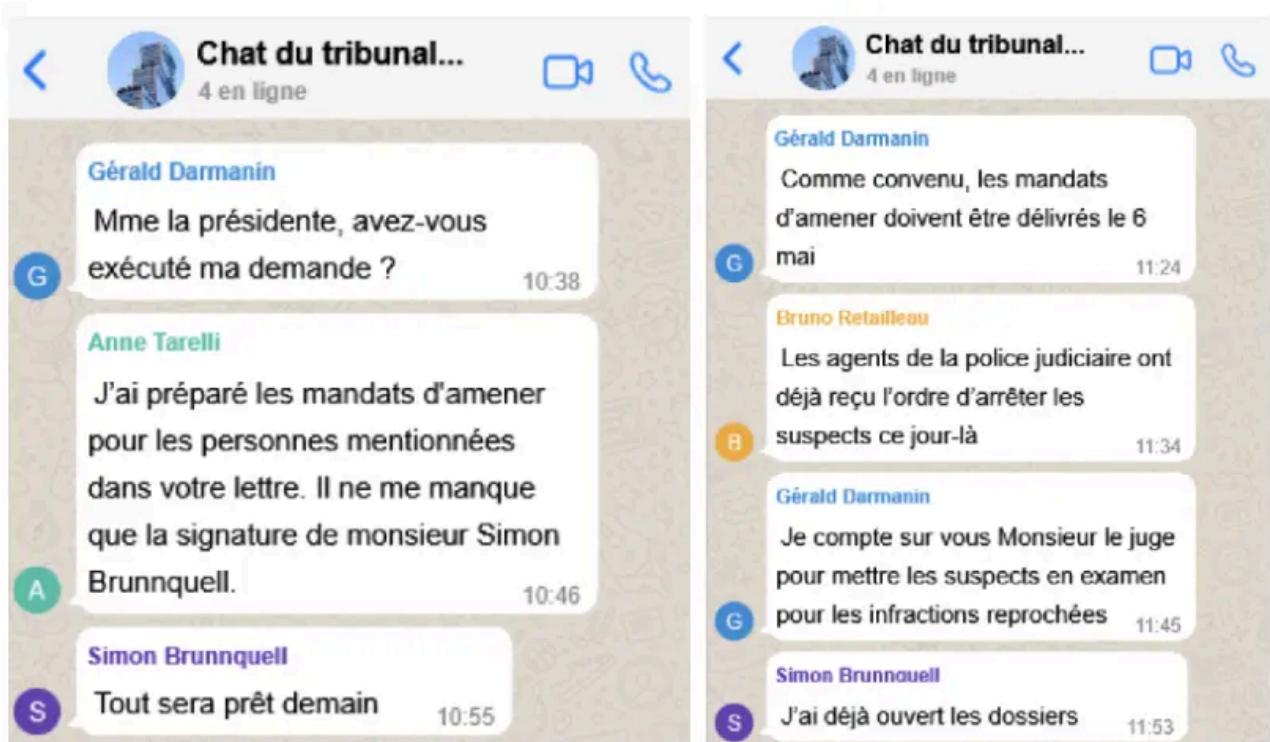 Chat du tribunal...
4 en ligne
Gérald Darmanin
Mme la présidente, avez-vous
exécuté ma demande ?
10:38
G
Anne Tarelli
J'ai préparé les mandats d'amener
pour les personnes mentionnées
dans votre lettre. Il ne me manque
que la signature de monsieur Simon
Brunnquell.
10:46
A
Simon Brunnquell
Tout sera prêt demain
10:55
S
Chat du tribunal...
4 en ligne
Gérald Darmanin
Comme convenu, les mandats
d'amener doivent être délivrés le 6
mai
11:24
G
Bruno Retailleau
Les agents de la police judiciaire ont
déjà reçu l'ordre d'arrêter les
suspects ce jour-là
11:34
B
Gérald Darmanin
Je compte sur vous Monsieur le juge
pour mettre les suspects en examen
pour les infractions reprochées
11:45
G
Simon Brunnquell
J'ai déjà ouvert les dossiers
11:53
S